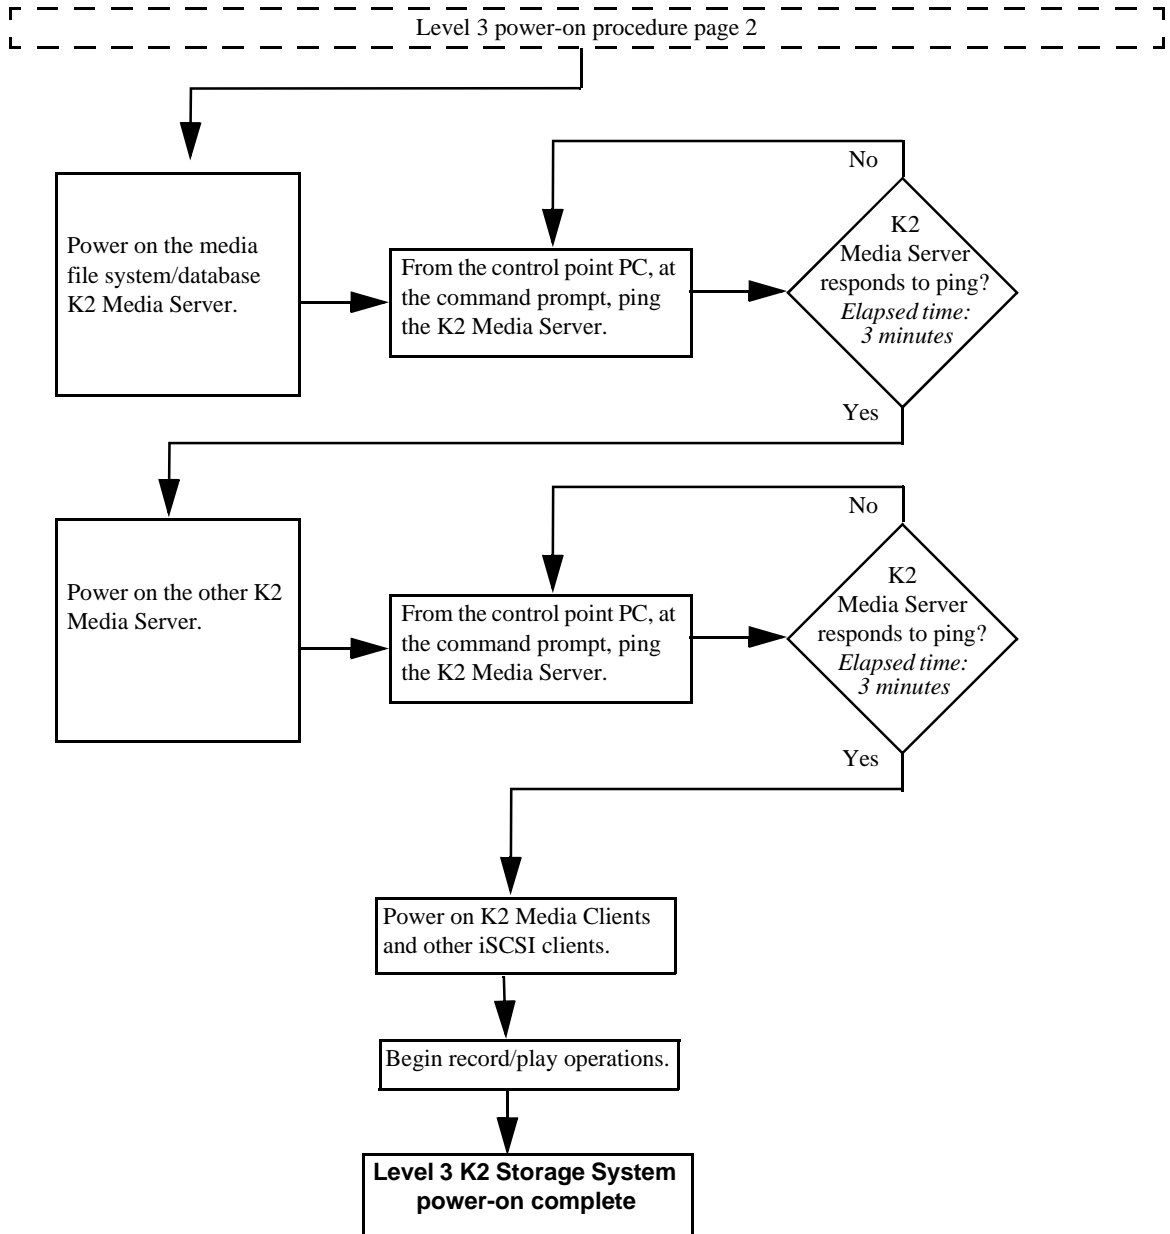 Level 3 power-on procedure page 2
Power on the media
file system/database
K2 Media Server.
From the control point PC, at
the command prompt, ping
the K2 Media Server.
No
K2
Media Server
responds to ping?
Elapsed time:
3 minutes
Yes
Power on the other K2
Media Server.
From the control point PC, at
the command prompt, ping
the K2 Media Server.
No
K2
Media Server
responds to ping?
Elapsed time:
3 minutes
Yes
Power on K2 Media Clients
and other iSCSI clients.
Begin record/play operations.
Level 3 K2 Storage System
power-on complete